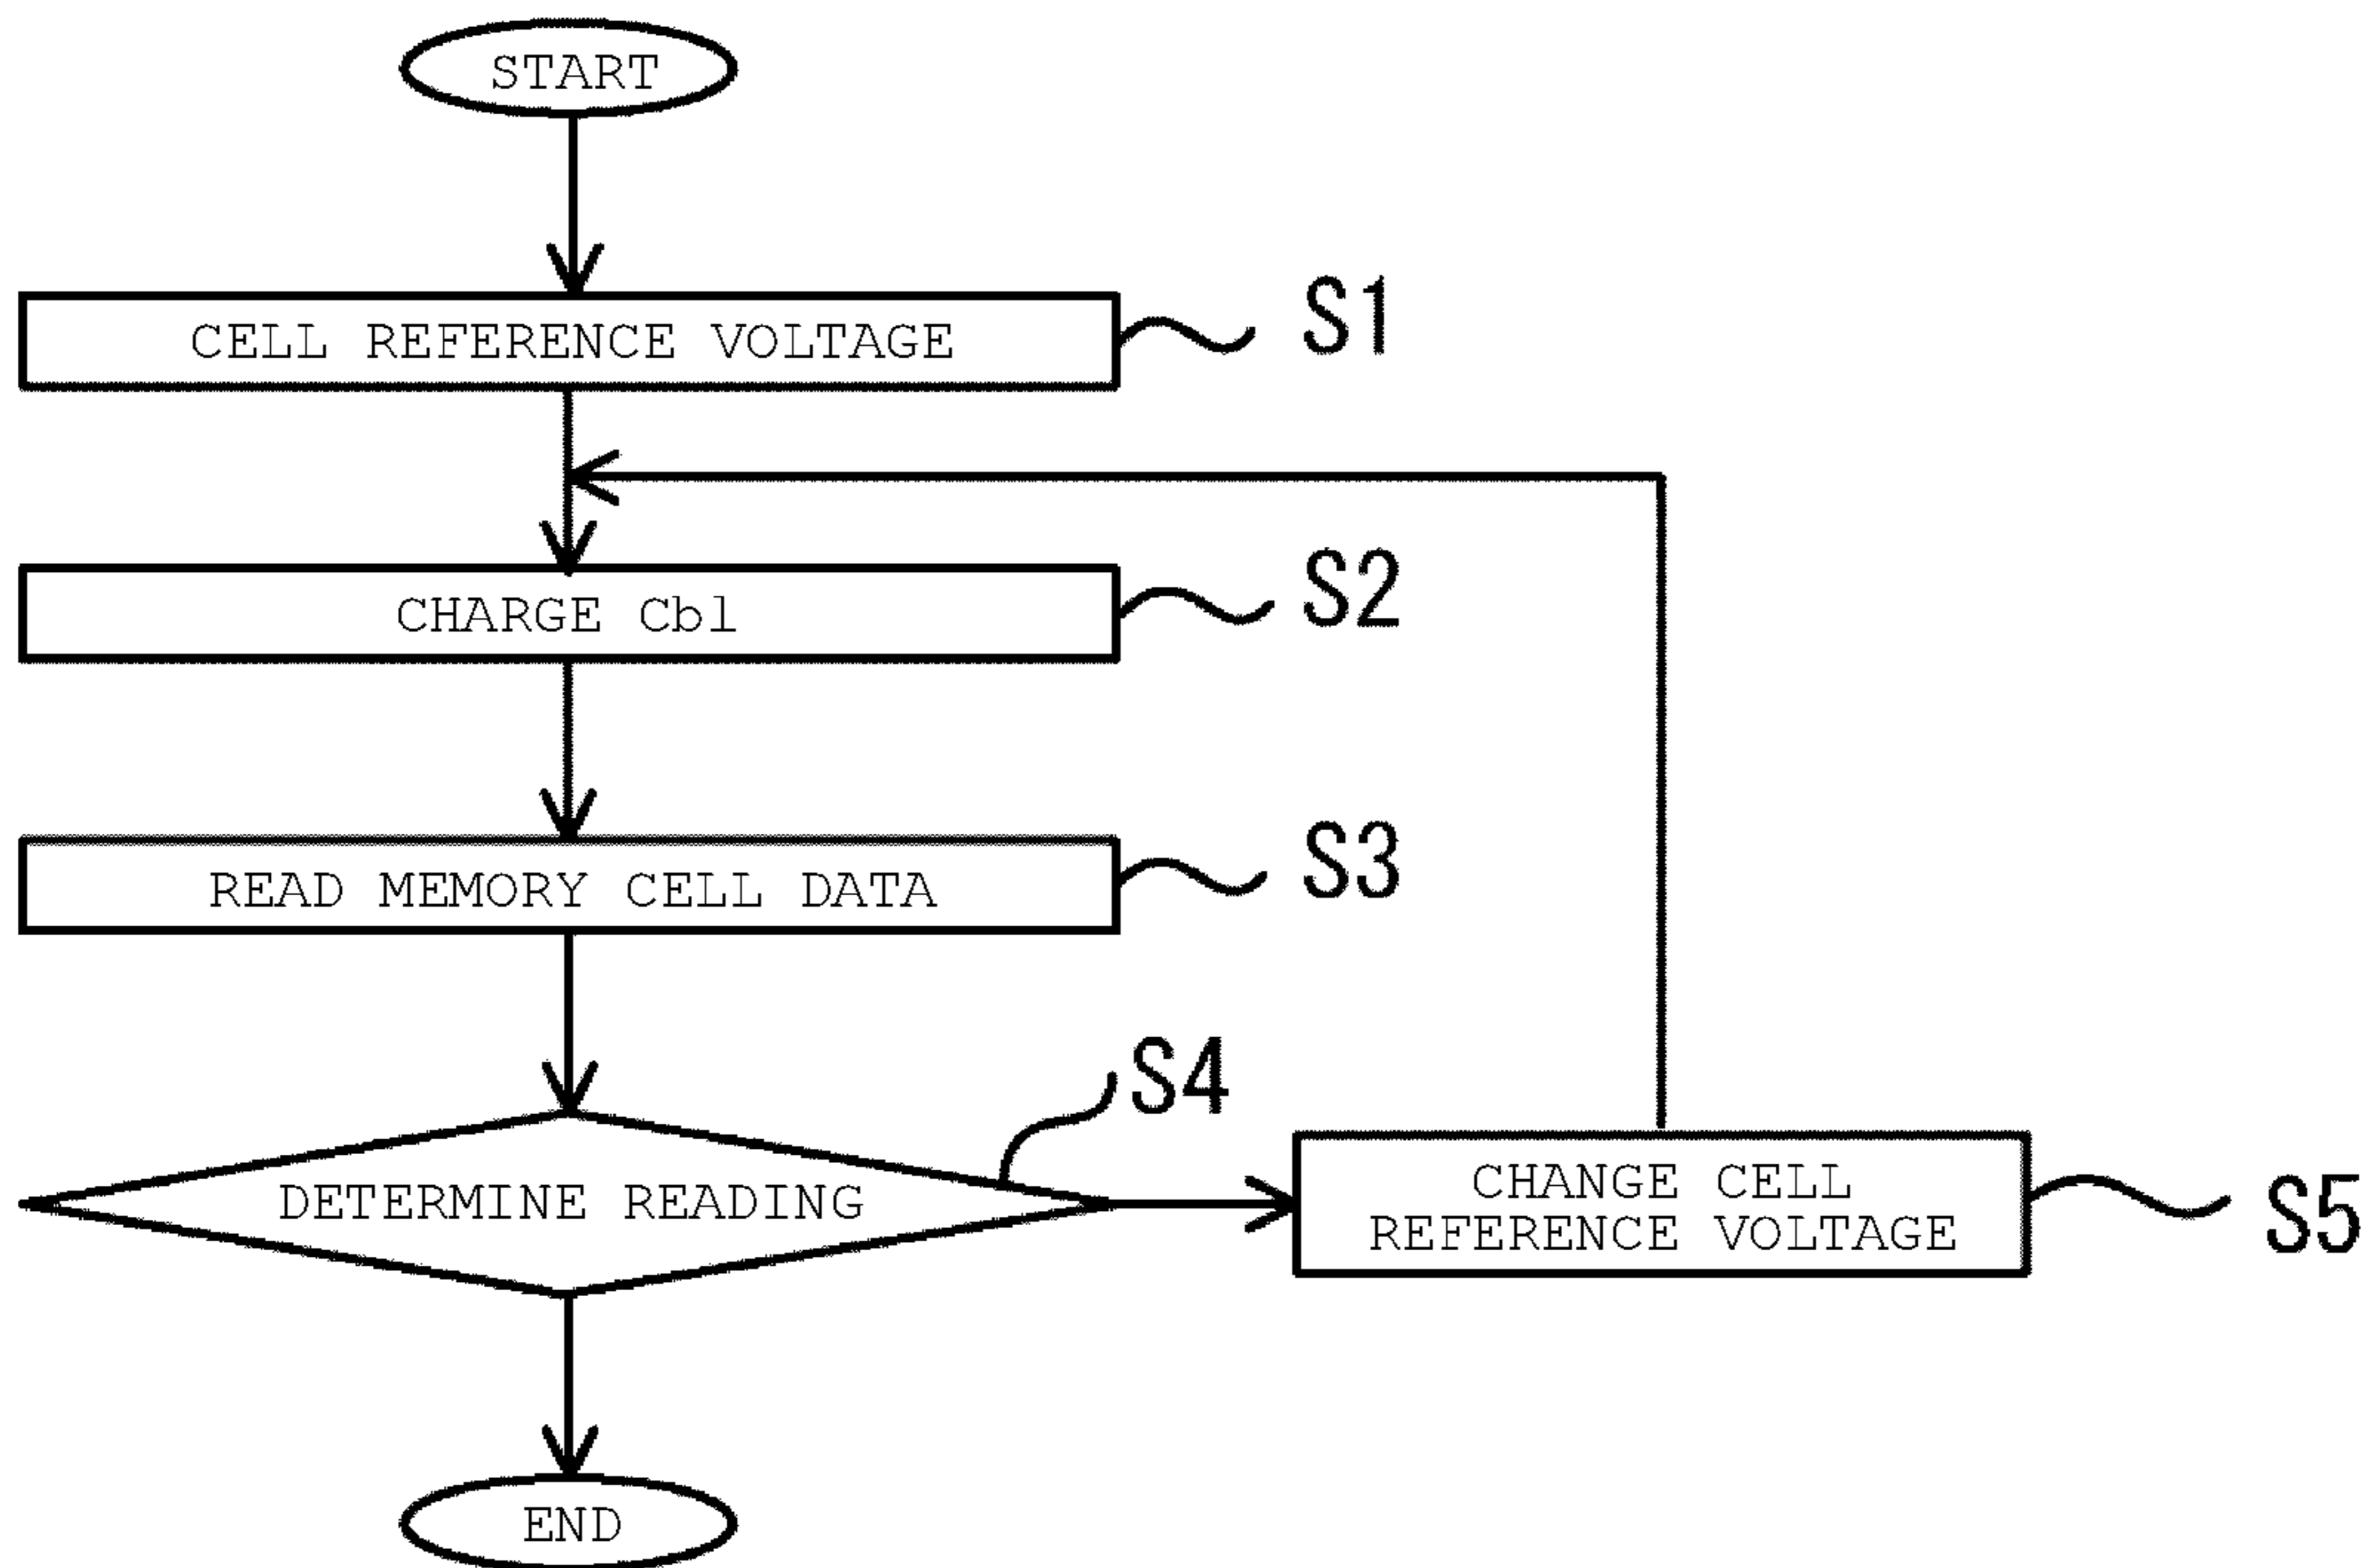 START
CELL REFERENCE VOLTAGE
S1
CHARGE Cbl
S2
READ MEMORY CELL DATA
S3
DETERMINE READING
S4
CHANGE CELL
REFERENCE VOLTAGE
S5
END